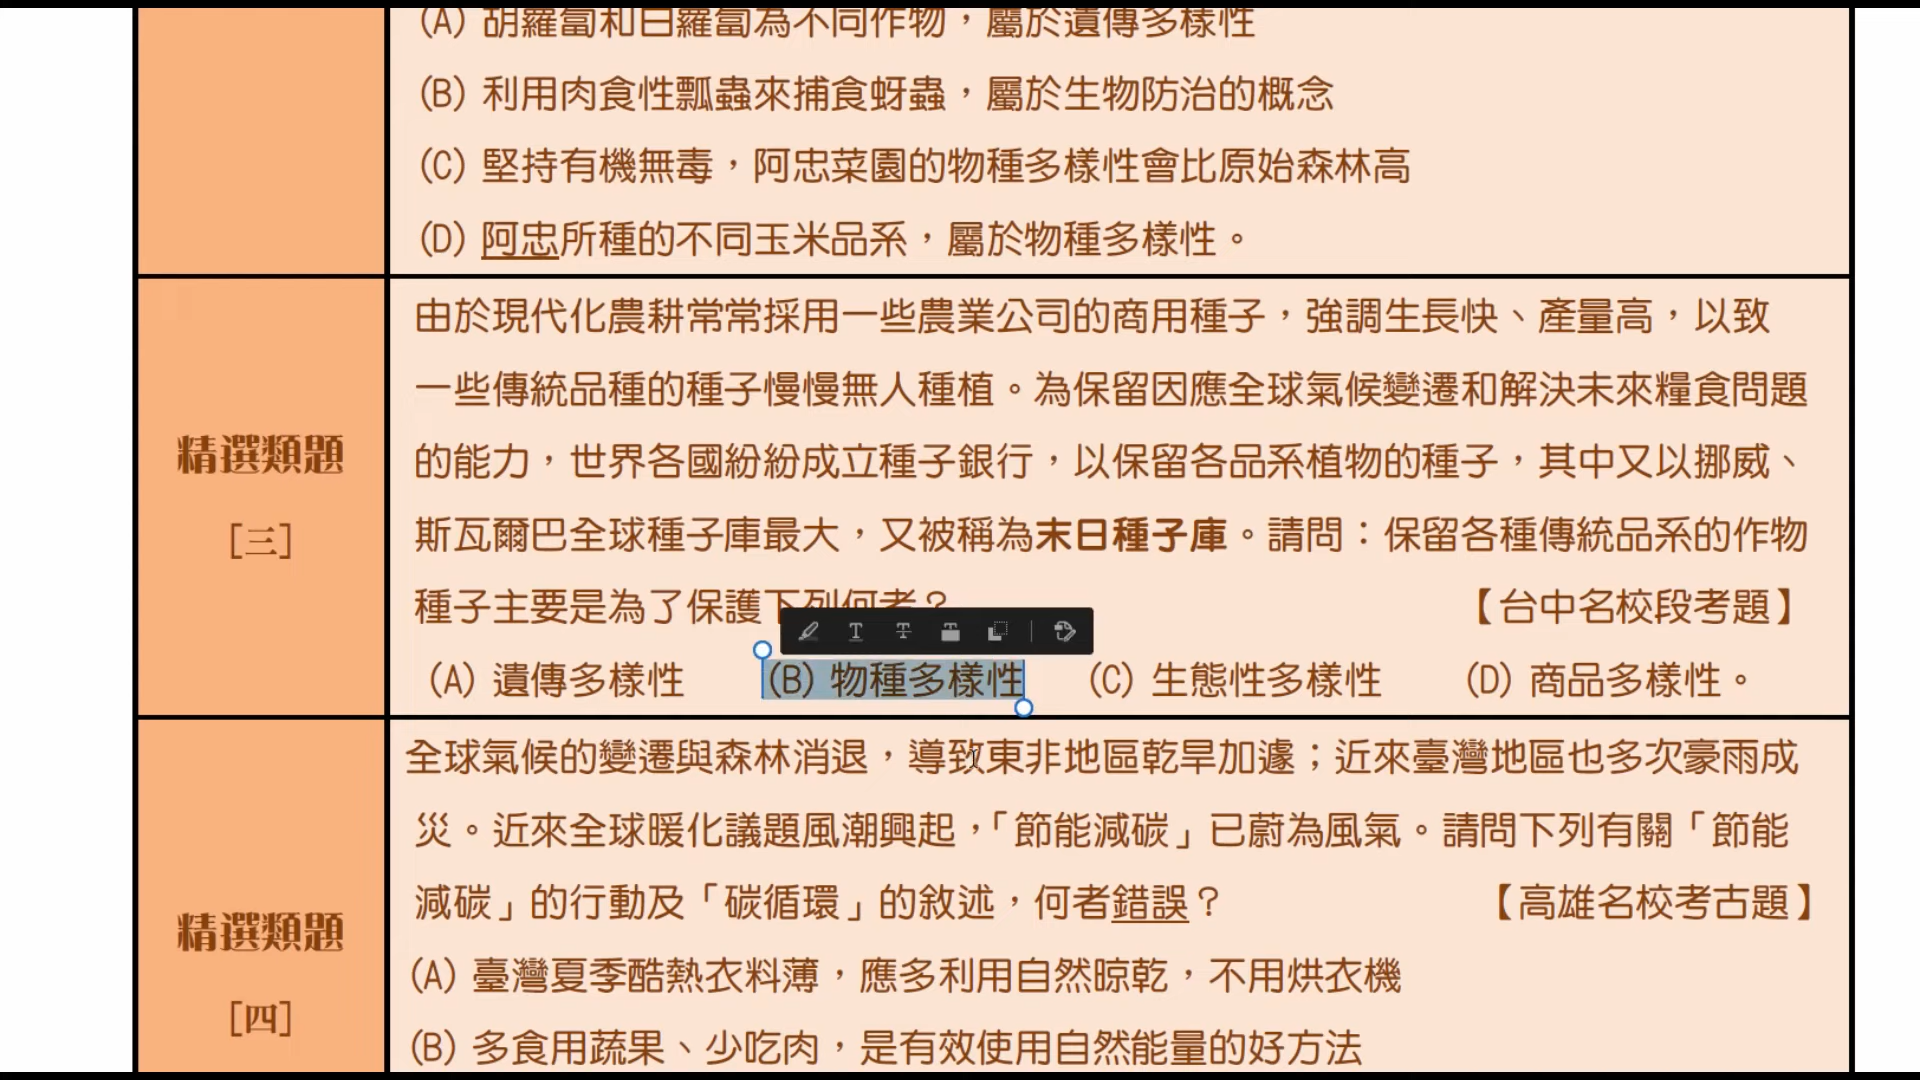 (A) 胡蘿蔔和白蘿蔔為不同作物，屬於遺傳多樣性
(B) 利用肉食性瓢蟲來捕食蚜蟲，屬於生物防治的概念
(C) 堅持有機無毒，阿忠菜園的物種多樣性會比原始森林高
(D) 阿忠所種的不同玉米品系，屬於物種多樣性。
精選類題
[三]
由於現代化農耕常常採用一些農業公司的商用種子，強調生長快、產量高，以致
一些傳統品種的種子慢慢無人種植。為保留因應全球氣候變遷和解決未來糧食問題
的能力，世界各國紛紛成立種子銀行，以保留各品系植物的種子，其中又以挪威、
斯瓦爾巴全球種子庫最大，又被稱為末日種子庫。請問：保留各種傳統品系的作物
種子主要是為了保護下列何者？ 【台中名校段考題】
(A) 遺傳多樣性 (B) 物種多樣性 (C) 生態性多樣性 (D) 商品多樣性。
精選類題
[四]
全球氣候的變遷與森林消退，導致東非地區乾旱加遽；近來臺灣地區也多次豪雨成
災。近來全球暖化議題風潮興起，「節能減碳」已蔚為風氣。請問下列有關「節能
減碳」的行動及「碳循環」的敘述，何者錯誤？ 【高雄名校考古題】
(A) 臺灣夏季酷熱衣料薄，應多利用自然晾乾，不用烘衣機
(B) 多食用蔬果、少吃肉，是有效使用自然能量的好方法